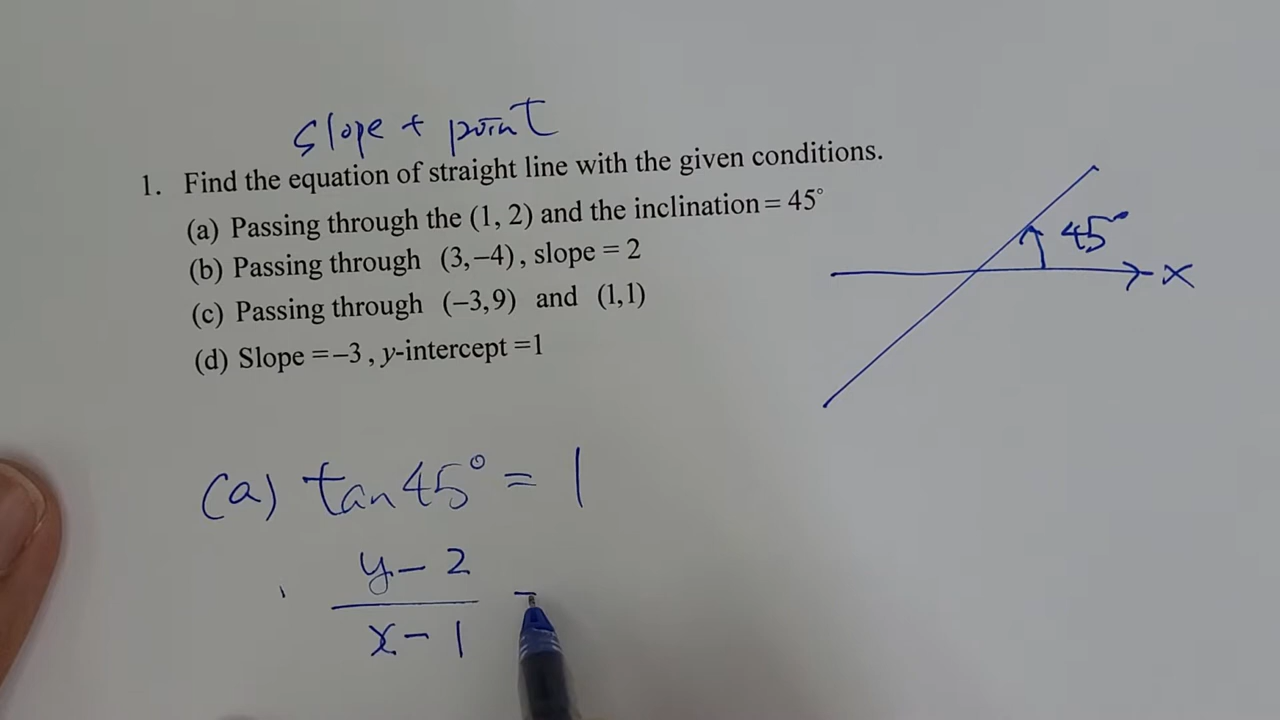 slope + point
1. Find the equation of straight line with the given conditions.
(a) Passing through the (1, 2) and the inclination = 45°
(b) Passing through (3,−4), slope = 2
(c) Passing through (−3,9) and (1,1)
(d) Slope =−3, y-intercept =1
45°
x
(a) tan 45° = 1
y − 2
x − 1